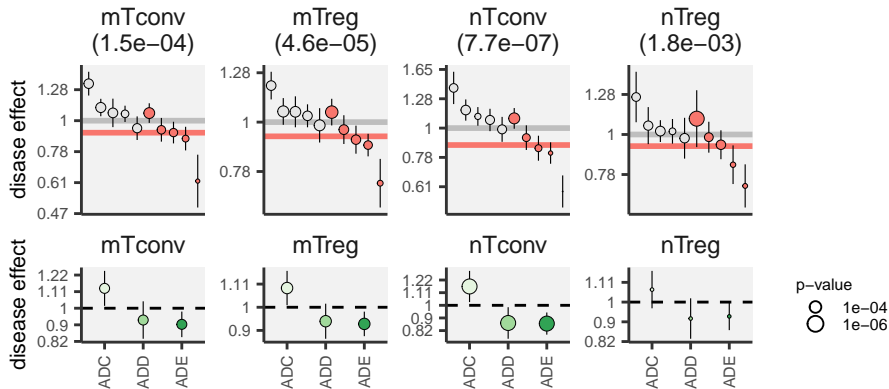 mTconv
(1.5e−04)
mTreg
(4.6e−05)
nTconv
(7.7e−07)
nTreg
(1.8e−03)
disease effect
1.28
1
0.78
0.61
0.47
1.28
1
0.78
1.65
1.28
1
0.78
0.61
1.28
1
0.78
mTconv
mTreg
nTconv
nTreg
disease effect
1.22
1.11
1
0.9
0.82
1.11
1
0.9
1.22
1.11
1
0.9
0.82
1.11
1
0.9
0.82
ADC
ADD
ADE
ADC
ADD
ADE
ADC
ADD
ADE
ADC
ADD
ADE
p−value
1e−04
1e−06